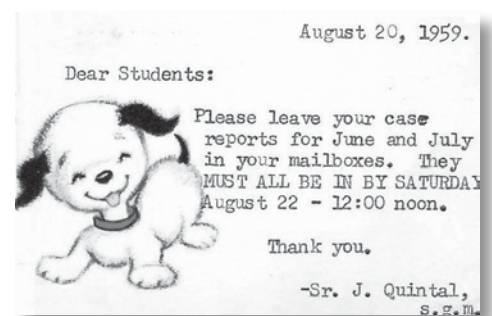 August 20, 1959.
Dear Students:
Please leave your case
reports for June and July
in your mailboxes. They
MUST ALL BE IN BY SATURDAY
August 22 - 12:00 noon.
Thank you.
-Sr. J. Quintal,
s.g.m.